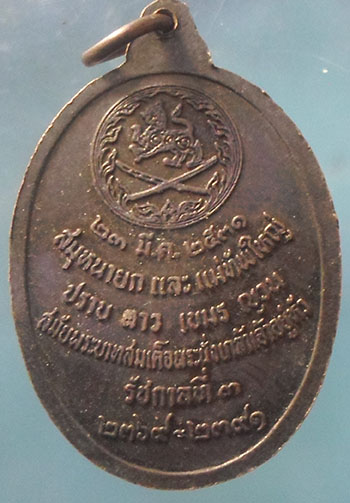 ๒๓ มี.ค. ๒๕๓๑
สมุหนายก และ แม่ทัพใหญ่
ปราบ ลาว เขมร ญวน
สมัยพระบาทสมเด็จพระนั่งเกล้าเจ้าอยู่หัว
รัชกาลที่ ๓
๒๓๖๙-๒๓๙๑